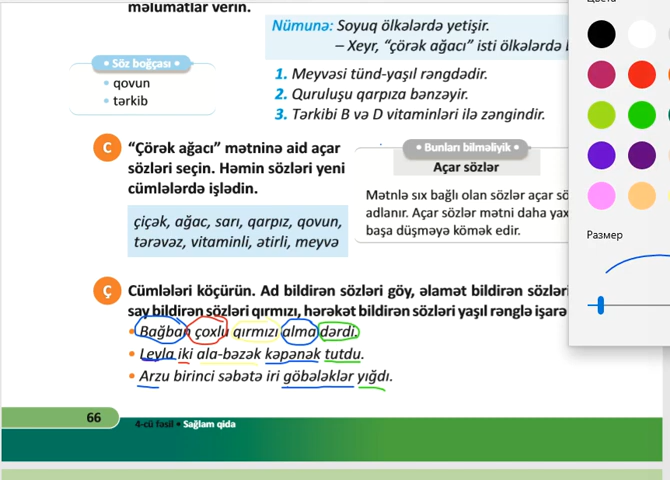 məlumatlar verin.
Nümunə: Soyuq ölkələrdə yetişir.
– Xeyr, “çörək ağacı” isti ölkələrdə
• Söz boğçası •
• qovun
• tərkib
1. Meyvəsi tünd-yaşıl rəngdədir.
2. Quruluşu qarpıza bənzəyir.
3. Tərkibi B və D vitaminləri ilə zəngindir.
C “Çörək ağacı” mətninə aid açar
sözləri seçin. Həmin sözləri yeni
cümlələrdə işlədin.
çiçək, ağac, sarı, qarpız, qovun,
tərəvəz, vitaminli, ətirli, meyvə
• Bunları bilməliyik •
Açar sözlər
Mətnlə sıx bağlı olan sözlər açar sö
adlanır. Açar sözlər mətni daha yax
başa düşməyə kömək edir.
Ç Cümlələri köçürün. Ad bildirən sözləri göy, əlamət bildirən sözləri
say bildirən sözləri qırmızı, hərəkət bildirən sözləri yaşıl rənglə işarə
• Bağban çoxlu qırmızı alma dərdi.
• Leyla iki ala-bəzək kəpənək tutdu.
• Arzu birinci səbətə iri göbələklər yığdı.
66
4-cü fəsil • Sağlam qida
Размер